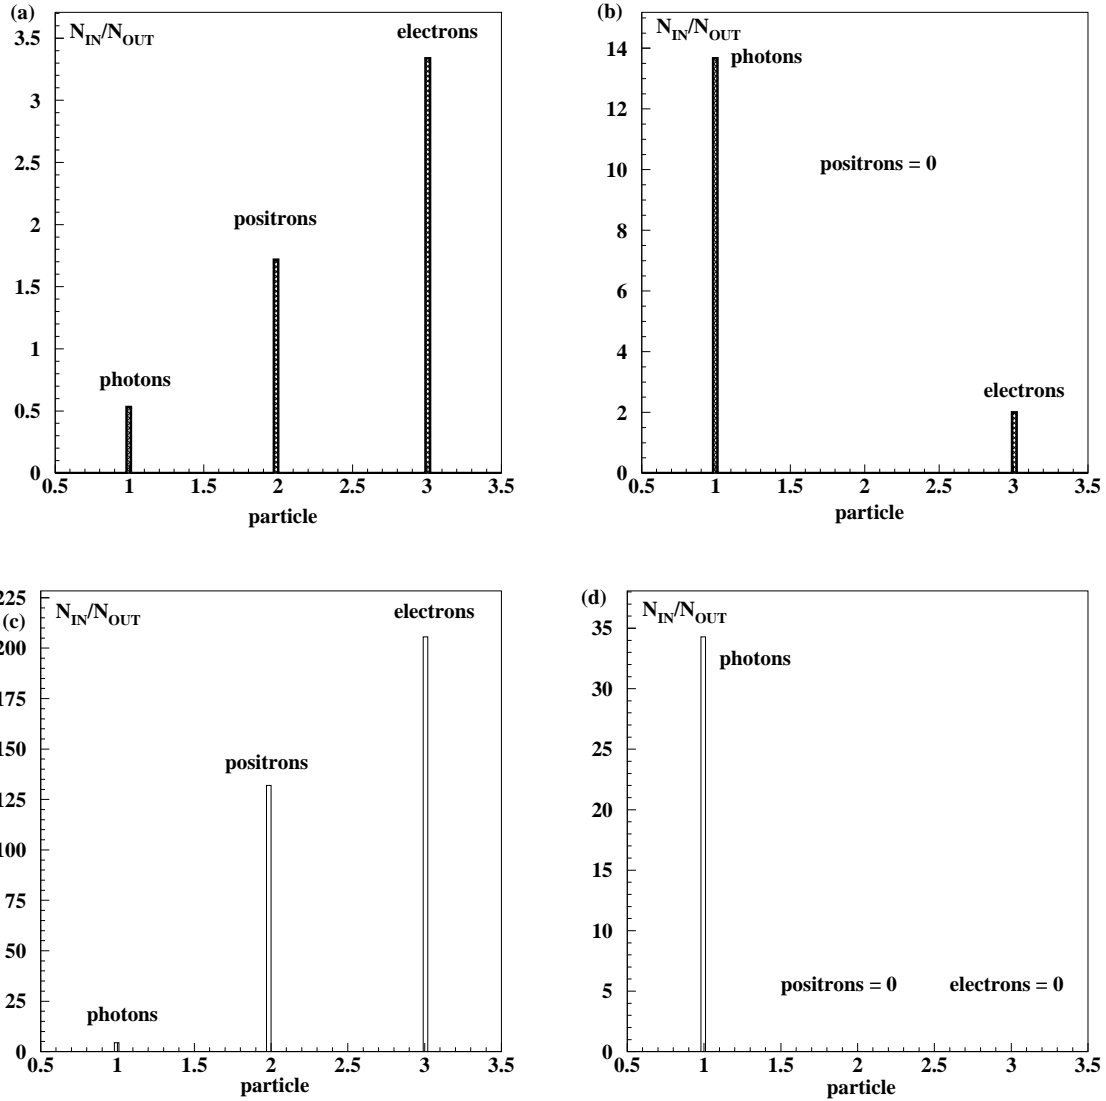 (a)
N_IN/N_OUT
electrons
3.5
3
2.5
2
positrons
1.5
1
photons
0.5
0
0.5 1 1.5 2 2.5 3 3.5
particle
(b)
N_IN/N_OUT
photons
14
12
10
positrons = 0
8
6
4
electrons
2
0
0.5 1 1.5 2 2.5 3 3.5
particle
225
(c)
N_IN/N_OUT
electrons
200
175
150
positrons
125
100
75
50
25
photons
0
0.5 1 1.5 2 2.5 3 3.5
particle
(d)
N_IN/N_OUT
35
photons
30
25
20
15
10
5
positrons = 0 electrons = 0
0
0.5 1 1.5 2 2.5 3 3.5
particle